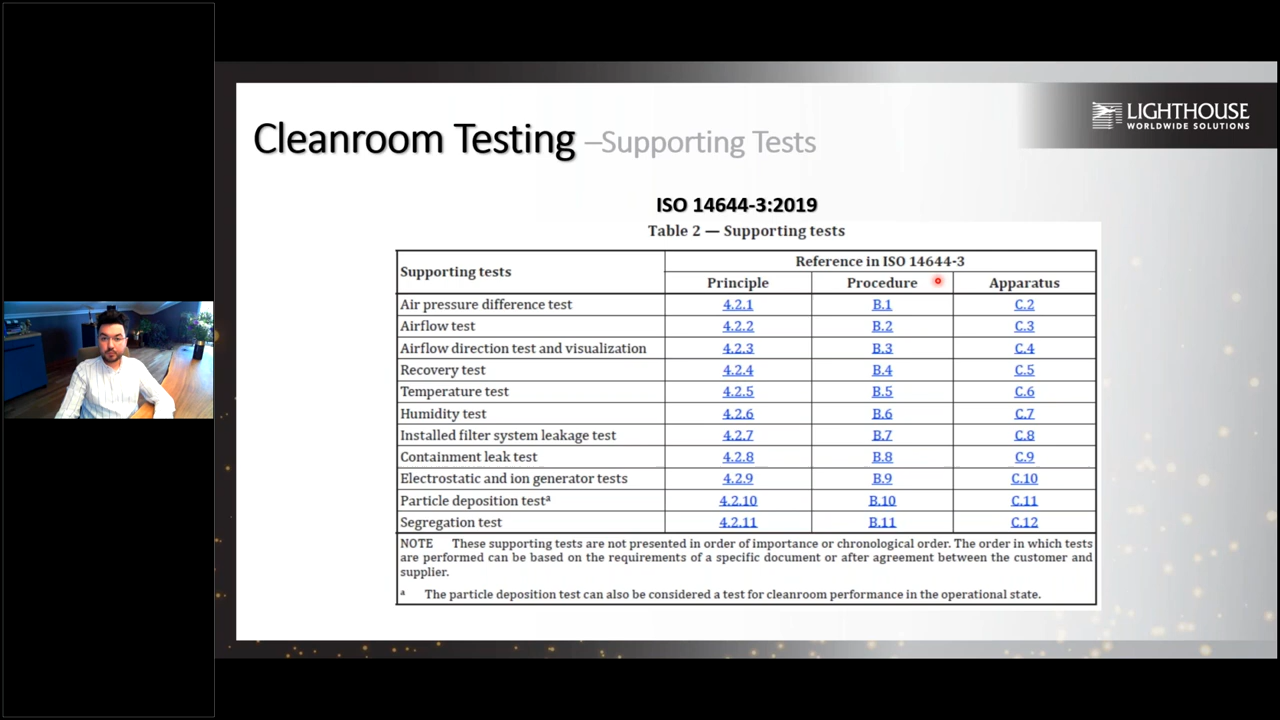 LIGHTHOUSE
WORLDWIDE SOLUTIONS
Cleanroom Testing –Supporting Tests
ISO 14644-3:2019
Table 2 — Supporting tests
Supporting tests
Reference in ISO 14644-3
Principle Procedure Apparatus
Air pressure difference test 4.2.1 B.1 C.2
Airflow test 4.2.2 B.2 C.3
Airflow direction test and visualization 4.2.3 B.3 C.4
Recovery test 4.2.4 B.4 C.5
Temperature test 4.2.5 B.5 C.6
Humidity test 4.2.6 B.6 C.7
Installed filter system leakage test 4.2.7 B.7 C.8
Containment leak test 4.2.8 B.8 C.9
Electrostatic and ion generator tests 4.2.9 B.9 C.10
Particle deposition testᵃ 4.2.10 B.10 C.11
Segregation test 4.2.11 B.11 C.12
NOTE These supporting tests are not presented in order of importance or chronological order. The order in which tests
are performed can be based on the requirements of a specific document or after agreement between the customer and
supplier.
ᵃ The particle deposition test can also be considered a test for cleanroom performance in the operational state.